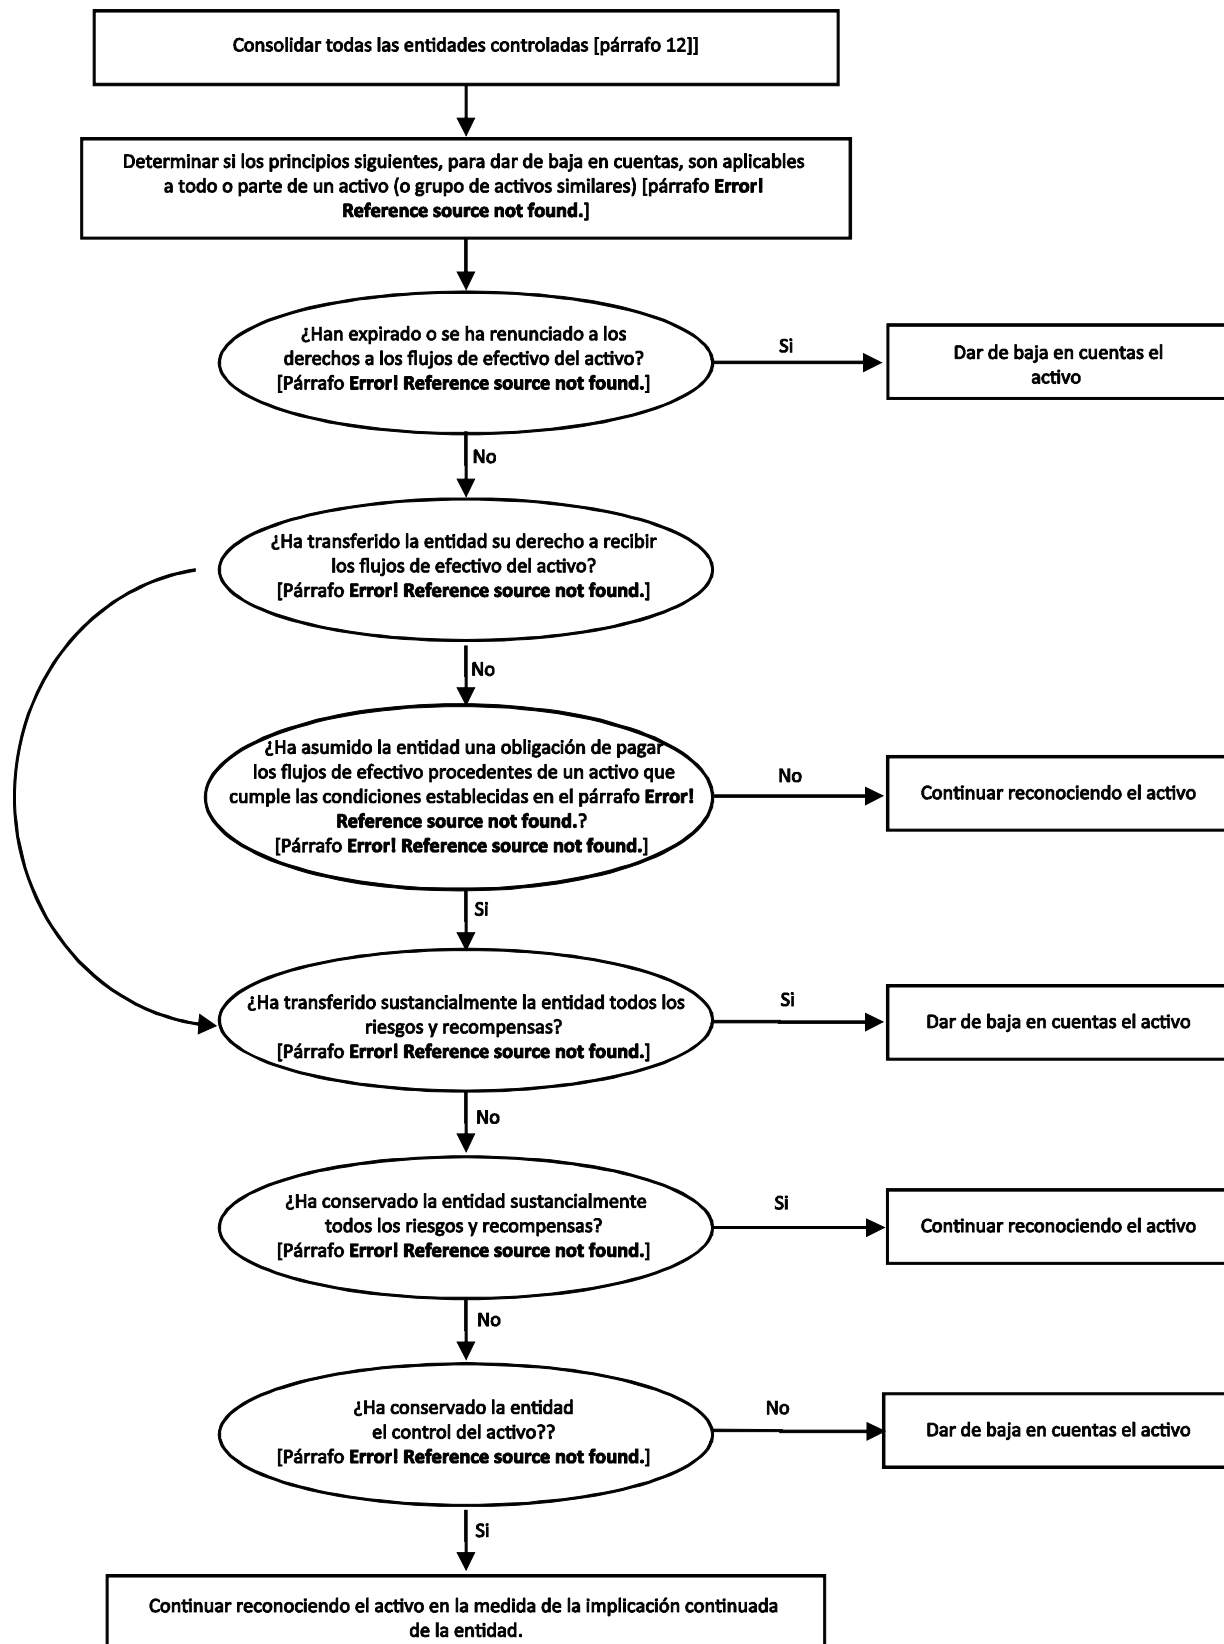 Consolidar todas las entidades controladas [párrafo 12]]
Determinar si los principios siguientes, para dar de baja en cuentas, son aplicables
a todo o parte de un activo (o grupo de activos similares) [párrafo Error!
Reference source not found.]
¿Han expirado o se ha renunciado a los
derechos a los flujos de efectivo del activo?
[Párrafo Error! Reference source not found.]
Si
Dar de baja en cuentas el
activo
No
¿Ha transferido la entidad su derecho a recibir
los flujos de efectivo del activo?
[Párrafo Error! Reference source not found.]
No
¿Ha asumido la entidad una obligación de pagar
los flujos de efectivo procedentes de un activo que
cumple las condiciones establecidas en el párrafo Error!
Reference source not found.?
[Párrafo Error! Reference source not found.]
No
Continuar reconociendo el activo
Si
¿Ha transferido sustancialmente la entidad todos los
riesgos y recompensas?
[Párrafo Error! Reference source not found.]
Si
Dar de baja en cuentas el activo
No
¿Ha conservado la entidad sustancialmente
todos los riesgos y recompensas?
[Párrafo Error! Reference source not found.]
Si
Continuar reconociendo el activo
No
¿Ha conservado la entidad
el control del activo??
[Párrafo Error! Reference source not found.]
No
Dar de baja en cuentas el activo
Si
Continuar reconociendo el activo en la medida de la implicación continuada
de la entidad.